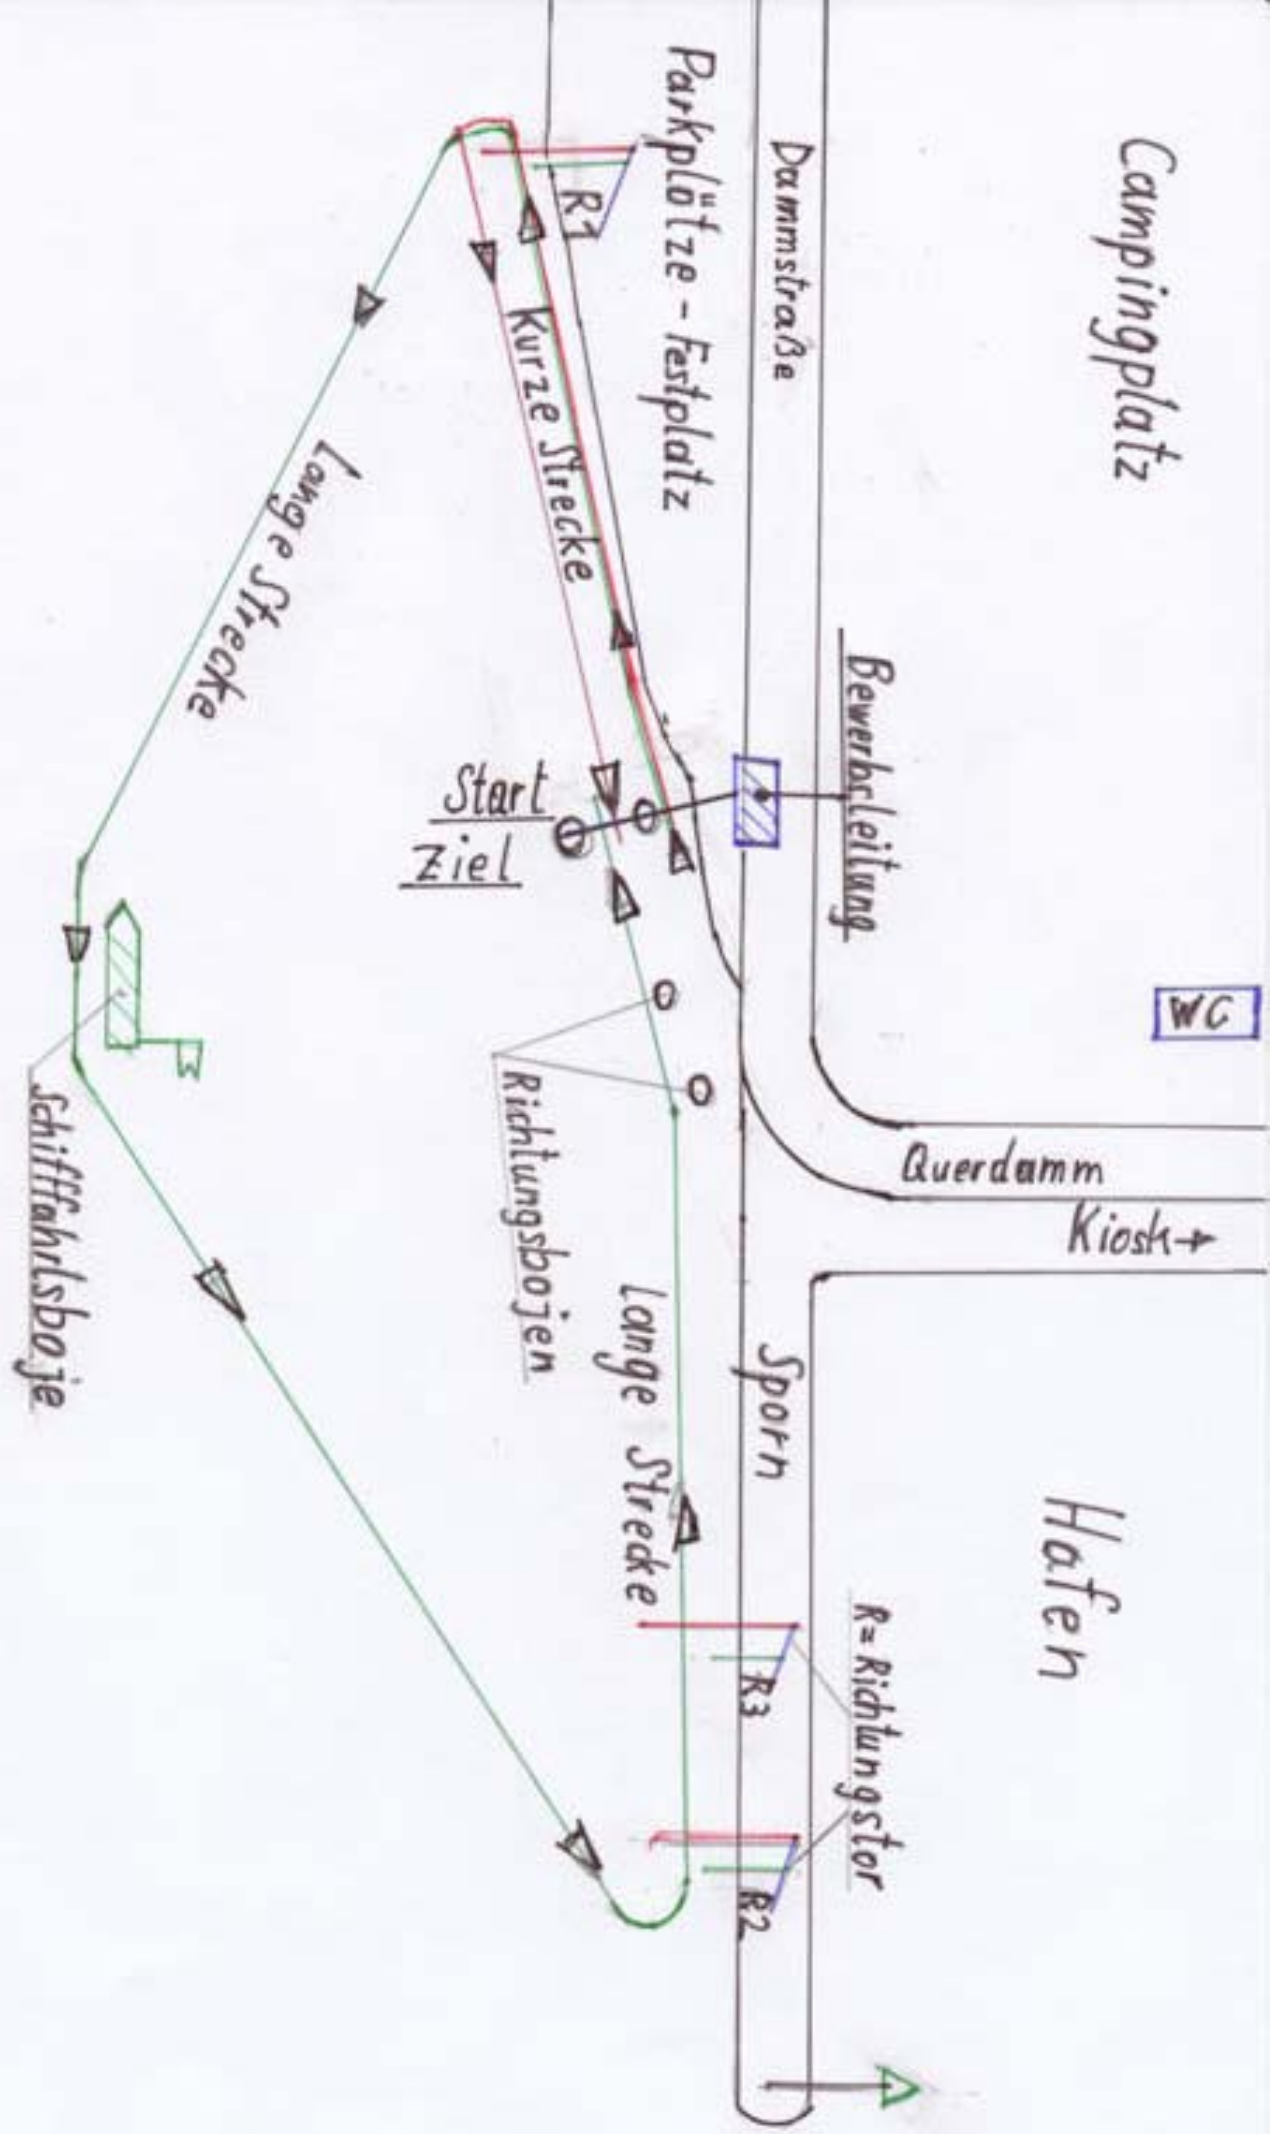 Campingplatz
WC
Hafen
Kiosk→
Querdamm
Bewerbsleitung
R= Richtungstor
Dammstraße
Sporn
Parkplätze - Festplatz
R1
R3
R2
Kurze Strecke
Lange Strecke
Start
Ziel
Richtungsbojen
Lange Strecke
Schifffahrtsboje